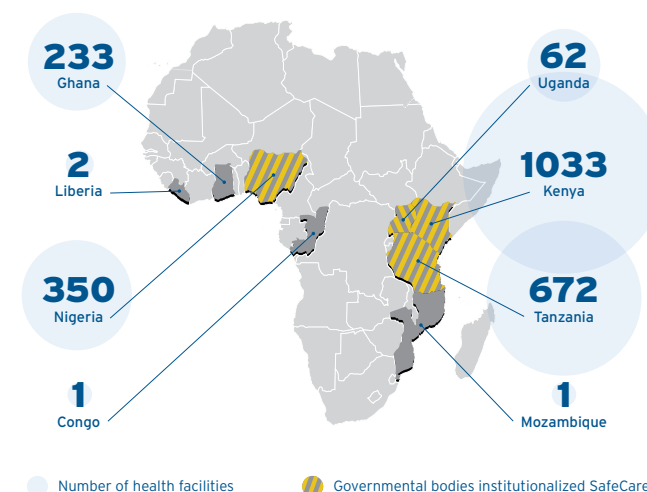 233
Ghana
62
Uganda
2
Liberia
1033
Kenya
350
Nigeria
672
Tanzania
1
Congo
1
Mozambique
Number of health facilities
Governmental bodies institutionalized SafeCare